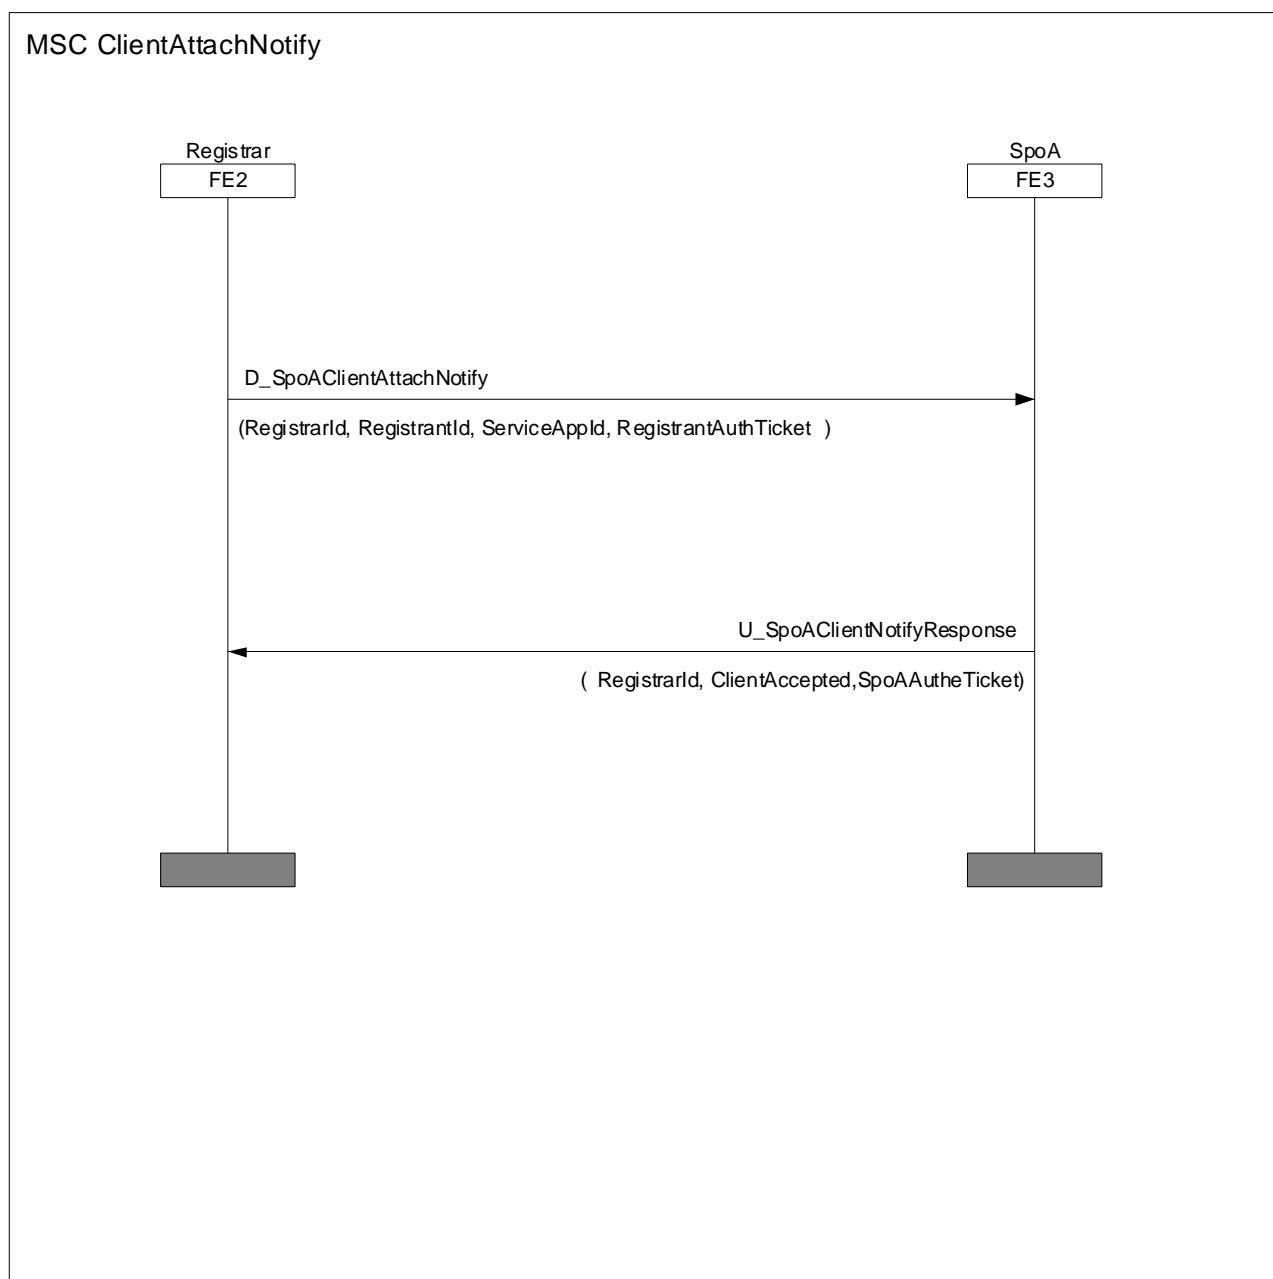 MSC ClientAttachNotify
Registrar
SpoA
FE2
FE3
D_SpoAClientAttachNotify
(RegistrarId, RegistrantId, ServiceAppId, RegistrantAuthTicket )
U_SpoAClientNotifyResponse
( RegistrarId, ClientAccepted,SpoAAutheTicket)